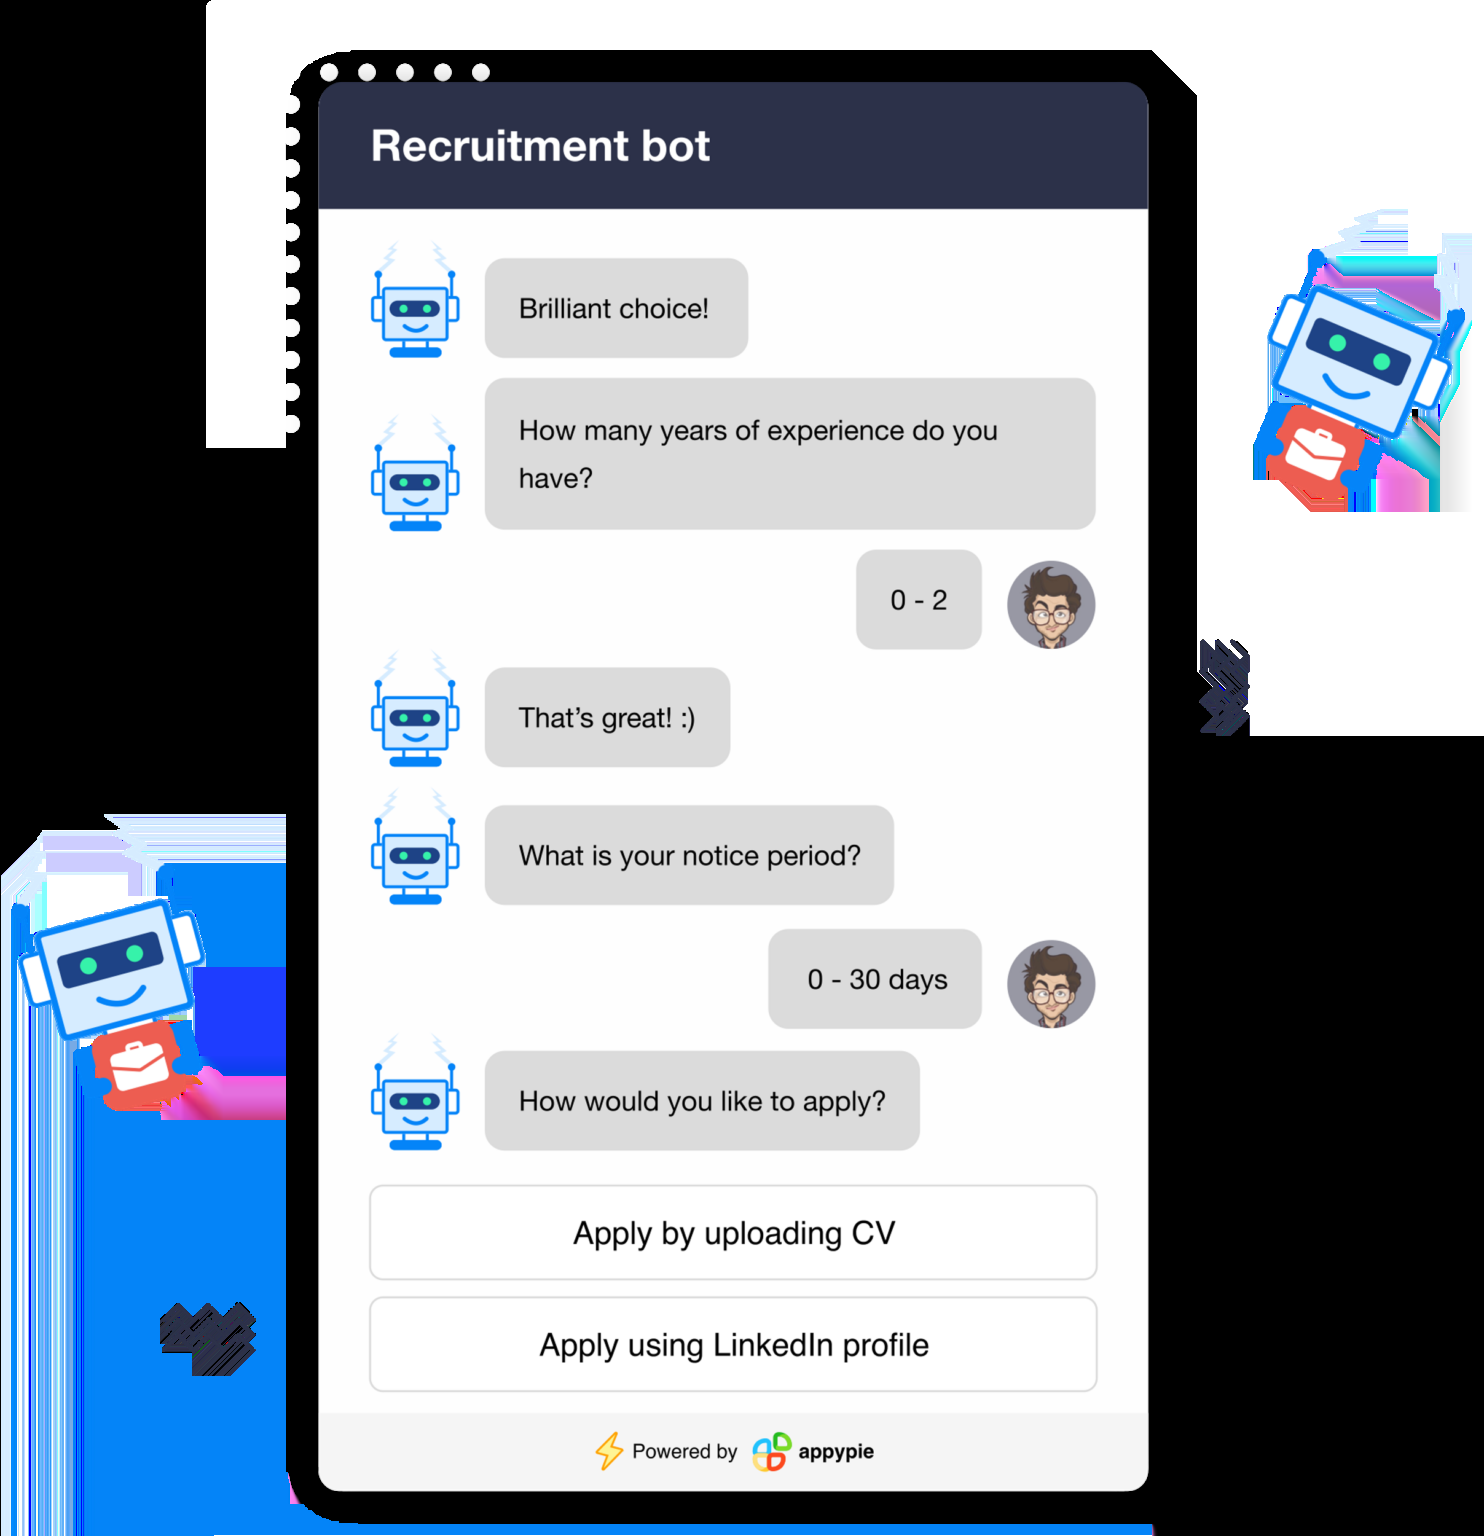 Recruitment bot
Brilliant choice!
How many years of experience do you
have?
0 - 2
That’s great! :)
What is your notice period?
0 - 30 days
How would you like to apply?
Apply by uploading CV
Apply using LinkedIn profile
Powered by appypie